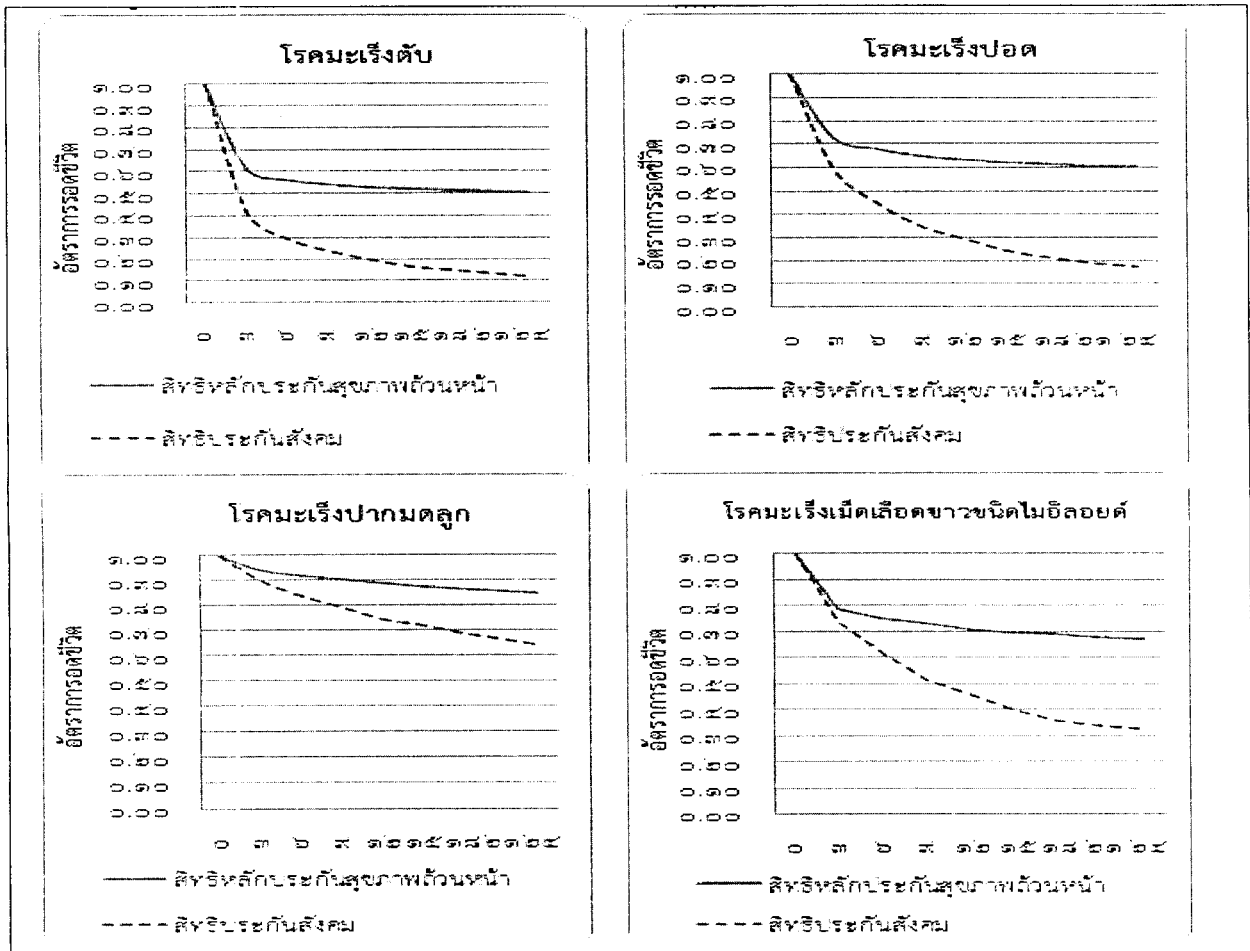 โรคมะเร็งตับ
อัตราการรอดชีวิต
๑.๐๐
๐.๙๐
๐.๘๐
๐.๗๐
๐.๖๐
๐.๕๐
๐.๔๐
๐.๓๐
๐.๒๐
๐.๑๐
๐.๐๐
๐ ๓ ๖ ๙ ๑๒ ๑๕ ๑๘ ๒๑ ๒๔
สิทธิหลักประกันสุขภาพถ้วนหน้า
สิทธิประกันสังคม
โรคมะเร็งปอด
อัตราการรอดชีวิต
๑.๐๐
๐.๙๐
๐.๘๐
๐.๗๐
๐.๖๐
๐.๕๐
๐.๔๐
๐.๓๐
๐.๒๐
๐.๑๐
๐.๐๐
๐ ๓ ๖ ๙ ๑๒ ๑๕ ๑๘ ๒๑ ๒๔
สิทธิหลักประกันสุขภาพถ้วนหน้า
สิทธิประกันสังคม
โรคมะเร็งปากมดลูก
อัตราการอดชีวิต
๑.๐๐
๐.๙๐
๐.๘๐
๐.๗๐
๐.๖๐
๐.๕๐
๐.๔๐
๐.๓๐
๐.๒๐
๐.๑๐
๐.๐๐
๐ ๓ ๖ ๙ ๑๒ ๑๕ ๑๘ ๒๑ ๒๔
สิทธิหลักประกันสุขภาพถ้วนหน้า
สิทธิประกันสังคม
โรคมะเร็งเม็ดเลือดขาวชนิดไมอิลอยด์
อัตราการอดชีวิต
๑.๐๐
๐.๙๐
๐.๘๐
๐.๗๐
๐.๖๐
๐.๕๐
๐.๔๐
๐.๓๐
๐.๒๐
๐.๑๐
๐.๐๐
๐ ๓ ๖ ๙ ๑๒ ๑๕ ๑๘ ๒๑ ๒๔
สิทธิหลักประกันสุขภาพถ้วนหน้า
สิทธิประกันสังคม